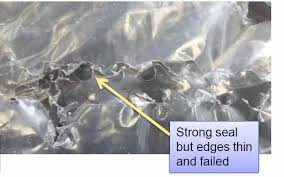 Strong seal
but edges thin
and failed